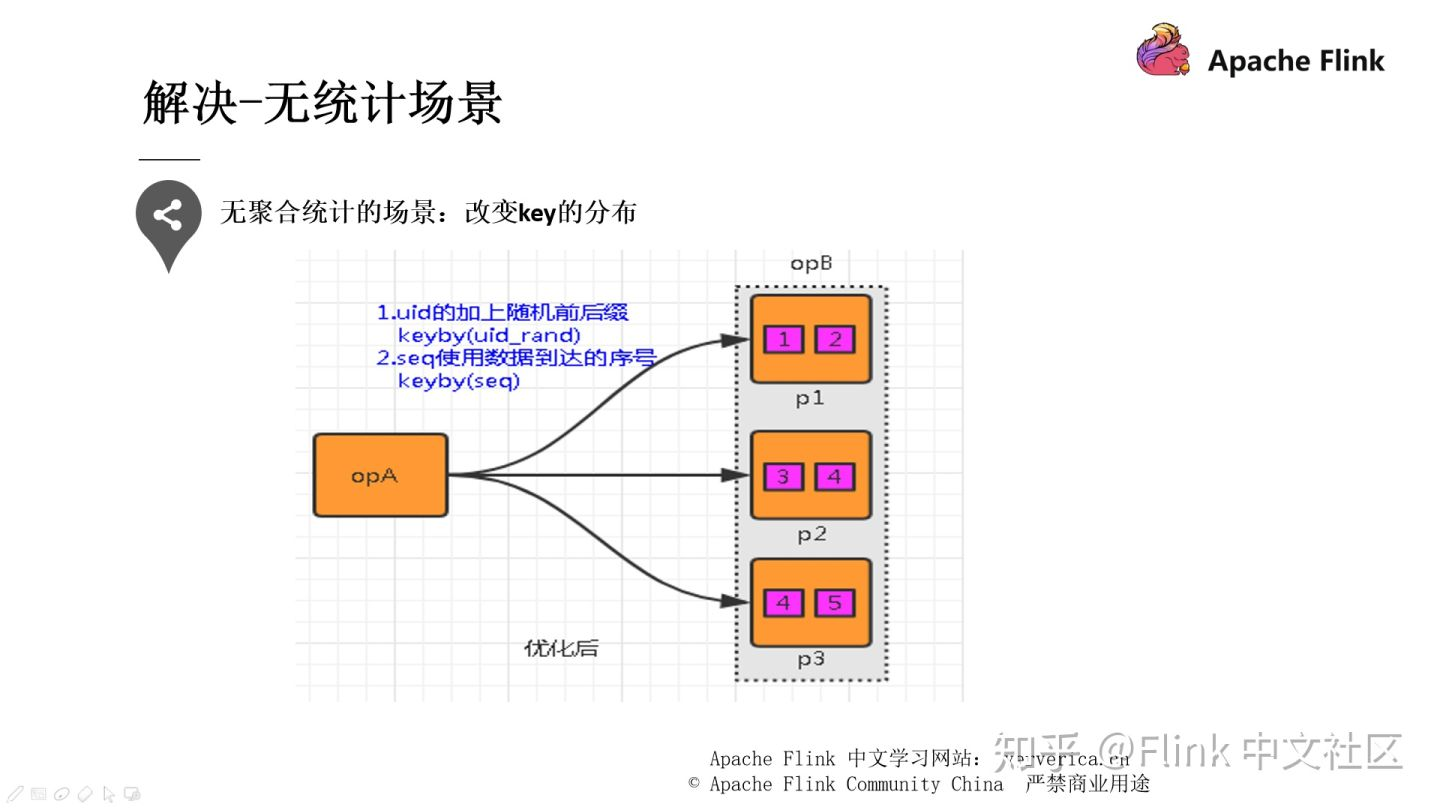 Apache Flink
解决-无统计场景
无聚合统计的场景：改变key的分布
opB
1.uid的加上随机前后缀
keyby(uid_rand)
2.seq使用数据到达的序号
keyby(seq)
1 2
p1
opA
3 4
p2
4 5
p3
优化后
知乎 @Flink 中文社区
Apache Flink 中文学习网站： ververica.cn
© Apache Flink Community China 严禁商业用途